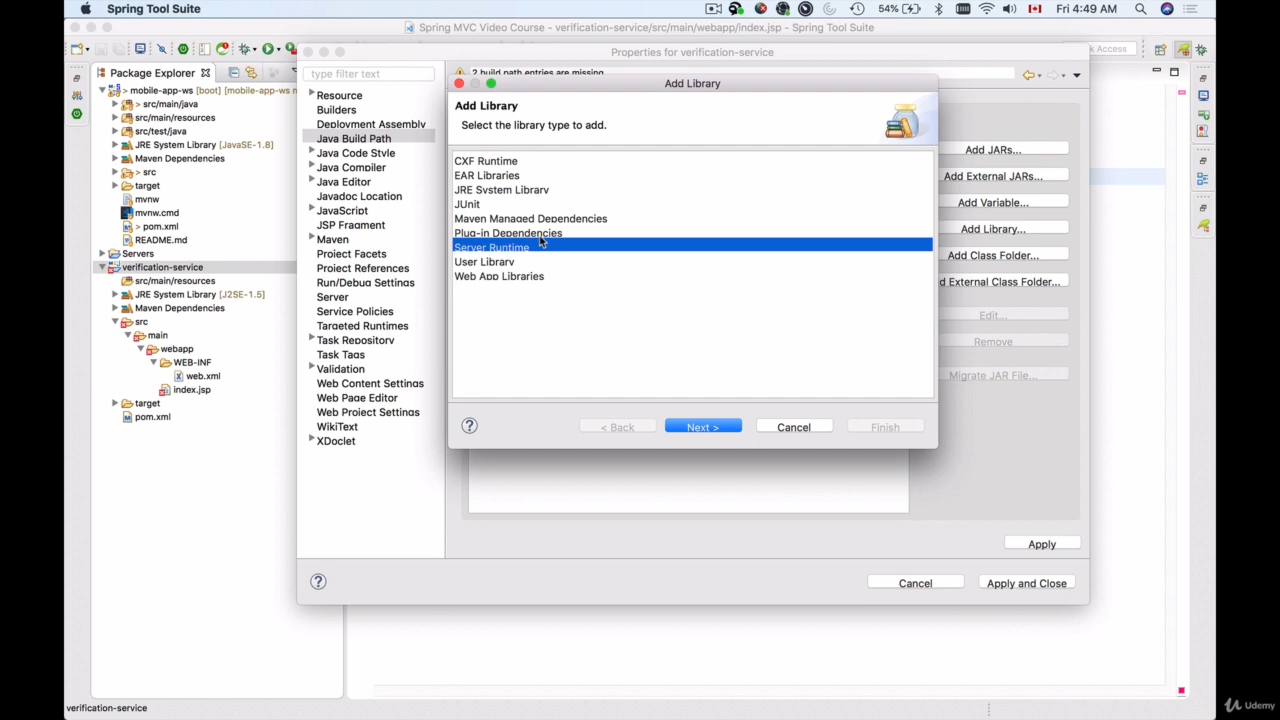 Spring Tool Suite
54%
Fri 4:49 AM
Spring MVC Video Course - verification-service/src/main/webapp/index.jsp - Spring Tool Suite
Access
Package Explorer
mobile-app-ws [boot] [mobile-app-ws m
> src/main/java
src/main/resources
src/test/java
JRE System Library [JavaSE-1.8]
Maven Dependencies
> src
target
mvnw
mvnw.cmd
> pom.xml
README.md
Servers
verification-service
src/main/resources
JRE System Library [J2SE-1.5]
Maven Dependencies
src
main
webapp
WEB-INF
web.xml
index.jsp
target
pom.xml
verification-service
Properties for verification-service
type filter text
Resource
Builders
Deployment Assembly
Java Build Path
Java Code Style
Java Compiler
Java Editor
Javadoc Location
JavaScript
JSP Fragment
Maven
Project Facets
Project References
Run/Debug Settings
Server
Service Policies
Targeted Runtimes
Task Repository
Task Tags
Validation
Web Content Settings
Web Page Editor
Web Project Settings
WikiText
XDoclet
2 build path entries are missing.
Add JARs...
Add External JARs...
Add Variable...
Add Library...
Add Class Folder...
d External Class Folder...
Edit...
Remove
Migrate JAR File...
Apply
Cancel
Apply and Close
Add Library
Add Library
Select the library type to add.
CXF Runtime
EAR Libraries
JRE System Library
JUnit
Maven Managed Dependencies
Plug-in Dependencies
Server Runtime
User Library
Web App Libraries
< Back
Next >
Cancel
Finish
Udemy